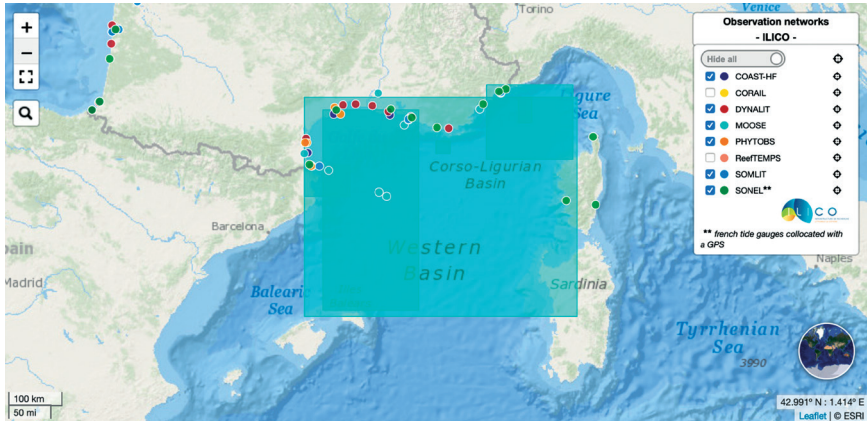 Torino
Venice
+
−
Observation networks
- ILICO -
Hide all
COAST-HF
CORAIL
DYNALIT
MOOSE
PHYTOBS
ReefTEMPS
SOMLIT
SONEL**
ILICO
** french tide gauges collocated with
a GPS
Ligure
Sea
Corso-Ligurian
Basin
Barcelona
Western
Basin
Spain
Madrid
Balearic
Sea
Sardinia
Naples
Tyrrhenian
Sea
3990
100 km
50 mi
42.991° N : 1.414° E
Leaflet | © ESRI